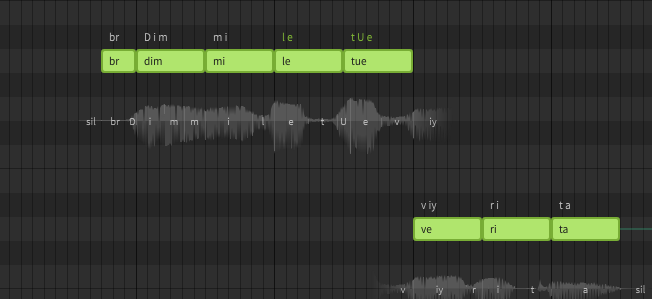 br Dim mi le tUe
br dim mi le tue
sil br D i m m i l e t U e v iy
viy ri ta
ve ri ta
v iy r i t a sil